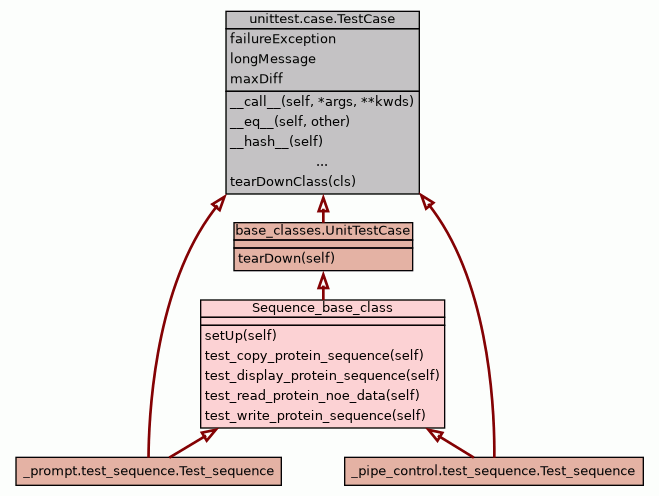 unittest.case.TestCase
failureException
longMessage
maxDiff
__call__(self, *args, **kwds)
__eq__(self, other)
__hash__(self)
...
tearDownClass(cls)
base_classes.UnitTestCase
tearDown(self)
Sequence_base_class
setUp(self)
test_copy_protein_sequence(self)
test_display_protein_sequence(self)
test_read_protein_noe_data(self)
test_write_protein_sequence(self)
_prompt.test_sequence.Test_sequence
_pipe_control.test_sequence.Test_sequence